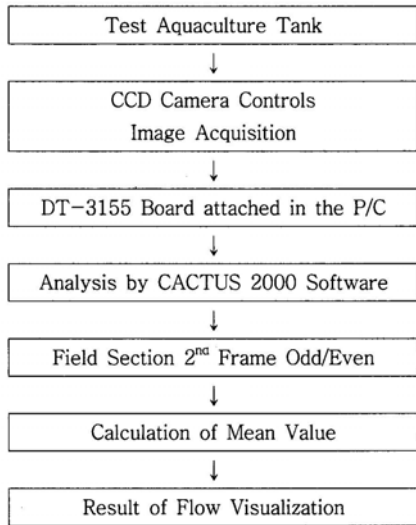 Test Aquaculture Tank
↓
CCD Camera Controls
Image Acquisition
↓
DT-3155 Board attached in the P/C
↓
Analysis by CACTUS 2000 Software
↓
Field Section 2nd Frame Odd/Even
↓
Calculation of Mean Value
↓
Result of Flow Visualization